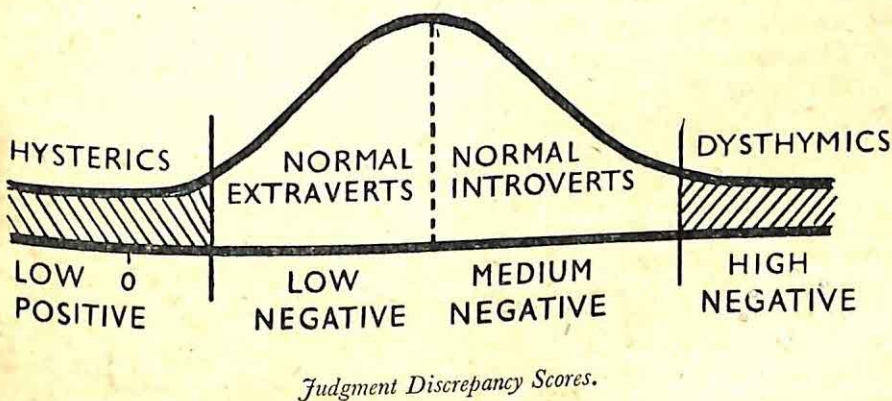 HYSTERICS
NORMAL
EXTRAVERTS
NORMAL
INTROVERTS
DYSTHYMICS
LOW
POSITIVE
0
LOW
NEGATIVE
MEDIUM
NEGATIVE
HIGH
NEGATIVE
Judgment Discrepancy Scores.